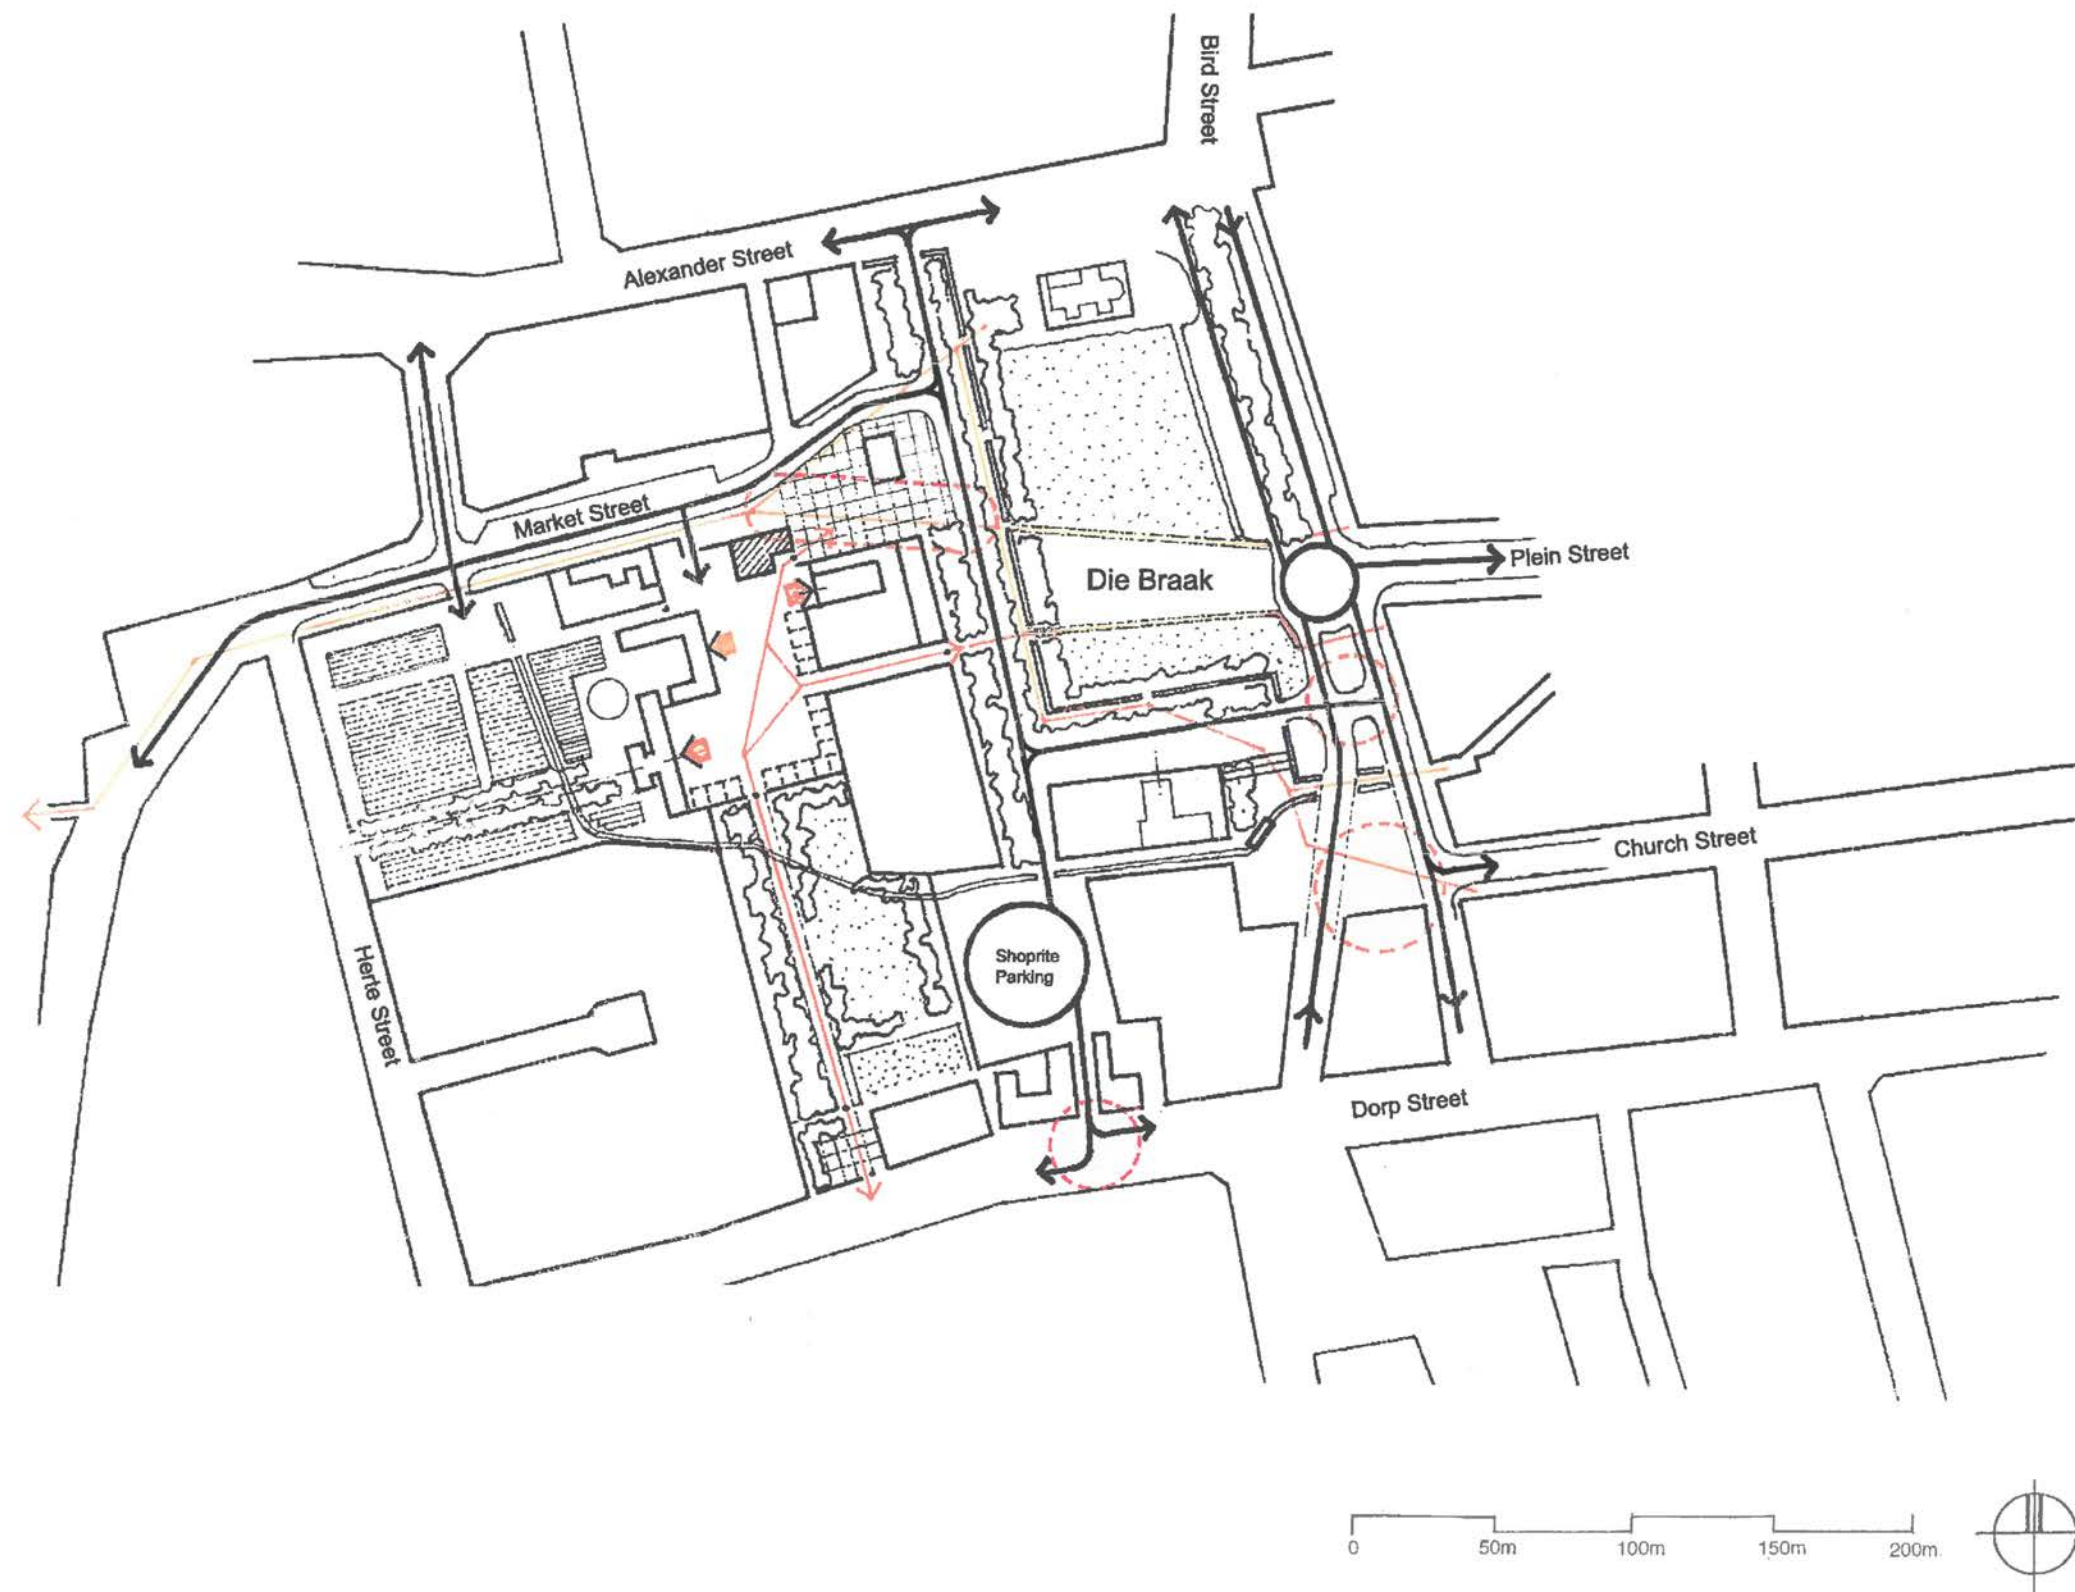 Bird Street
Alexander Street
Market Street
Plein Street
Die Braak
Church Street
Shoprite
Parking
Herte Street
Dorp Street
0 50m 100m 150m 200m.